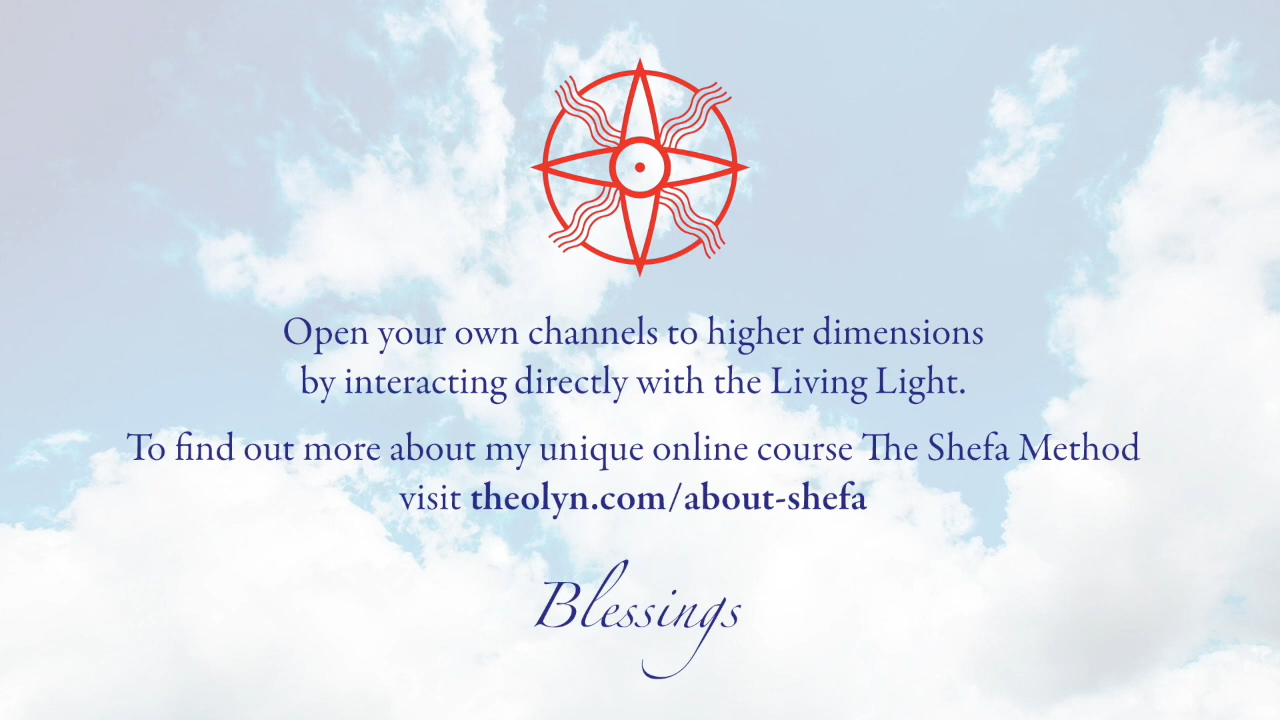 Open your own channels to higher dimensions
by interacting directly with the Living Light.
To find out more about my unique online course The Shefa Method
visit theolyn.com/about-shefa
Blessings